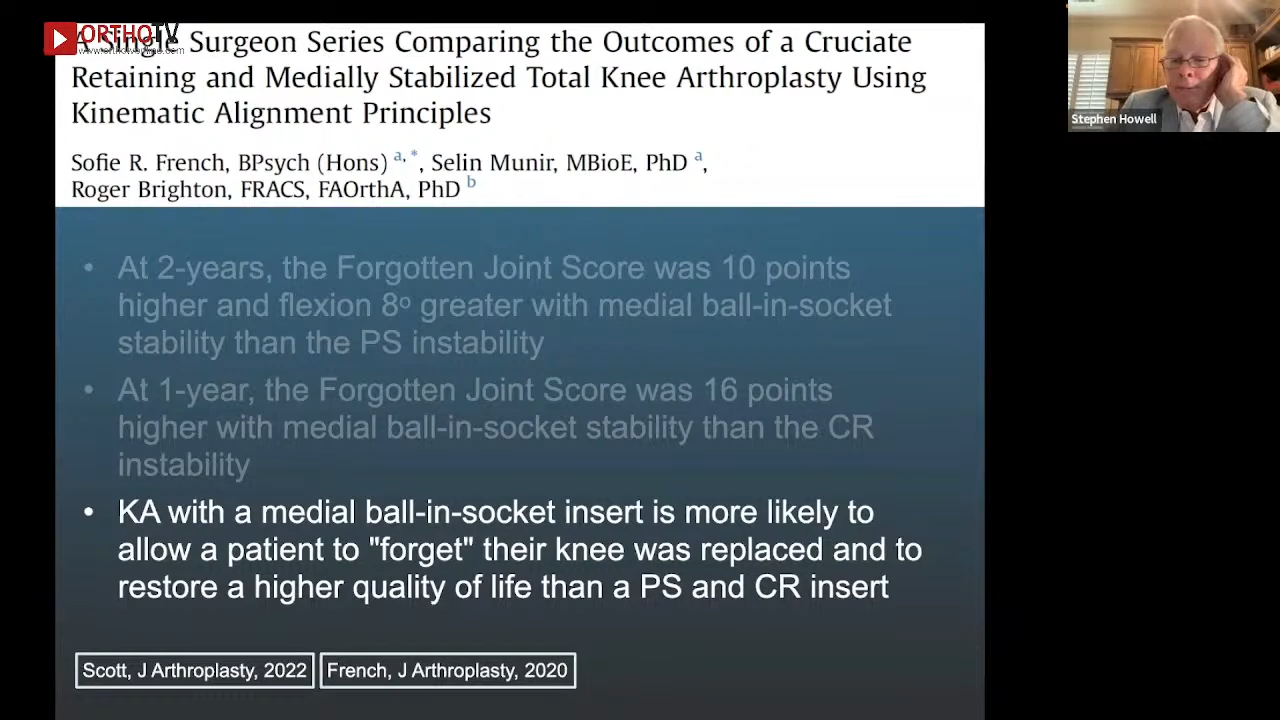 ORTHOTV
www.orthotvonline.com
A Single Surgeon Series Comparing the Outcomes of a Cruciate
Retaining and Medially Stabilized Total Knee Arthroplasty Using
Kinematic Alignment Principles
Sofie R. French, BPsych (Hons) a, *, Selin Munir, MBioE, PhD a,
Roger Brighton, FRACS, FAOrthA, PhD b
Stephen Howell
• At 2-years, the Forgotten Joint Score was 10 points
higher and flexion 8º greater with medial ball-in-socket
stability than the PS instability
• At 1-year, the Forgotten Joint Score was 16 points
higher with medial ball-in-socket stability than the CR
instability
• KA with a medial ball-in-socket insert is more likely to
allow a patient to "forget" their knee was replaced and to
restore a higher quality of life than a PS and CR insert
Scott, J Arthroplasty, 2022
French, J Arthroplasty, 2020